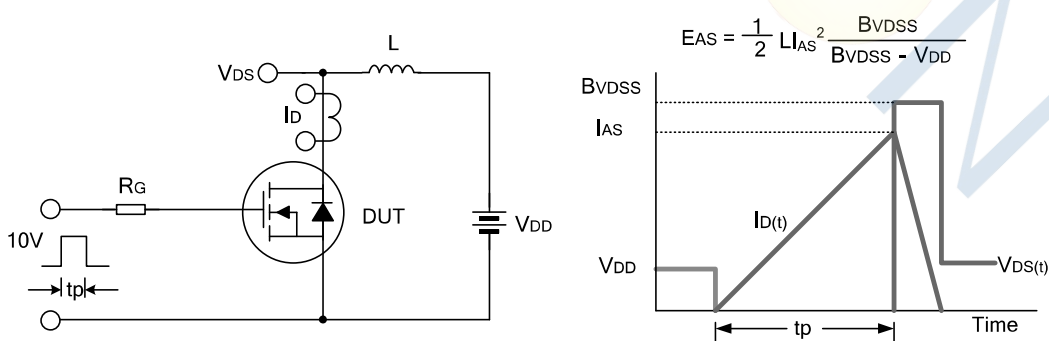 VDS
L
ID
RG
10V
tp
DUT
VDD
EAS = 1/2 LIAS² BVDSS / (BVDSS - VDD)
BVDSS
IAS
ID(t)
VDD
VDS(t)
tp
Time